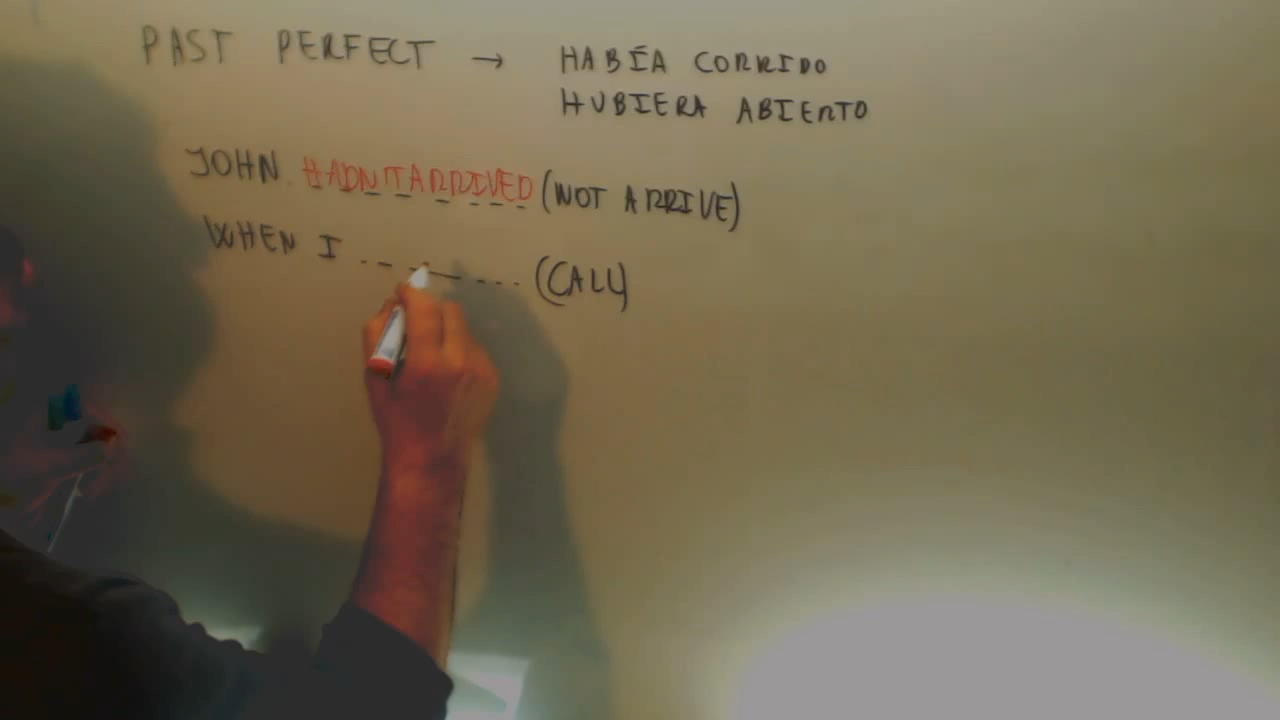 PAST PERFECT → HABÍA CORRIDO
HUBIERA ABIERTO
JOHN HADN'T ARRIVED (NOT ARRIVE)
WHEN I ......... (CALL)